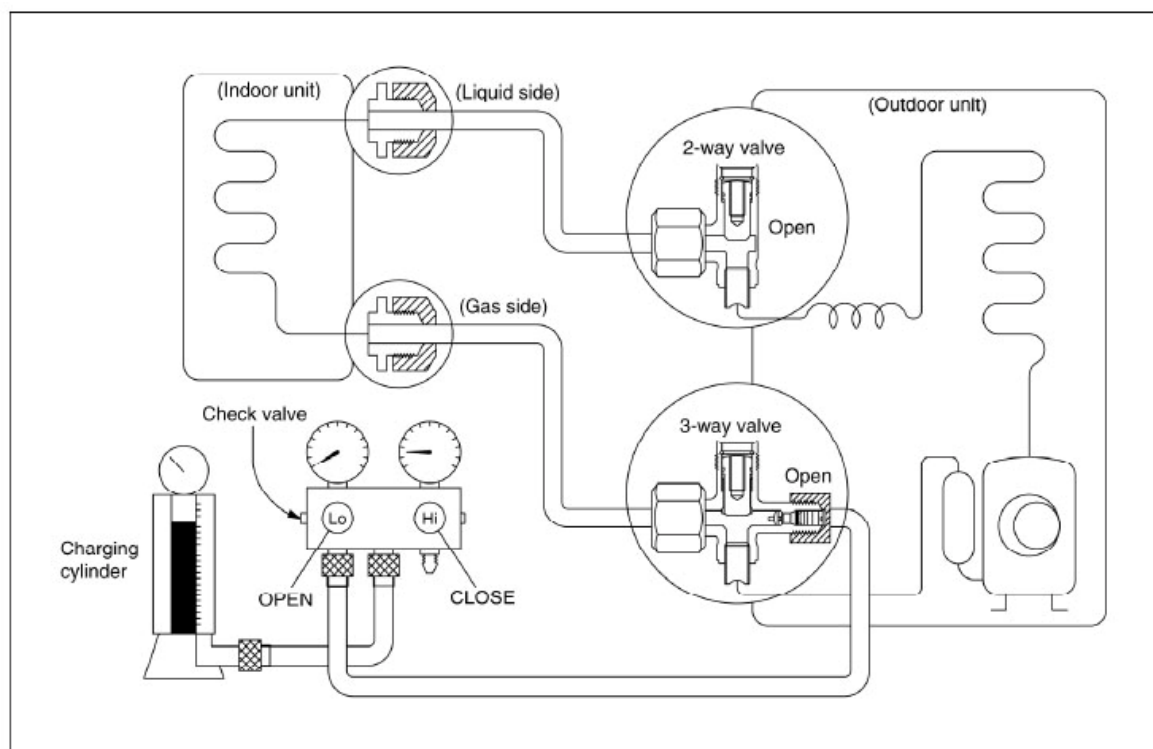 (Indoor unit)
(Liquid side)
(Outdoor unit)
2-way valve
Open
(Gas side)
Check valve
3-way valve
Open
Lo
Hi
Charging
cylinder
OPEN
CLOSE